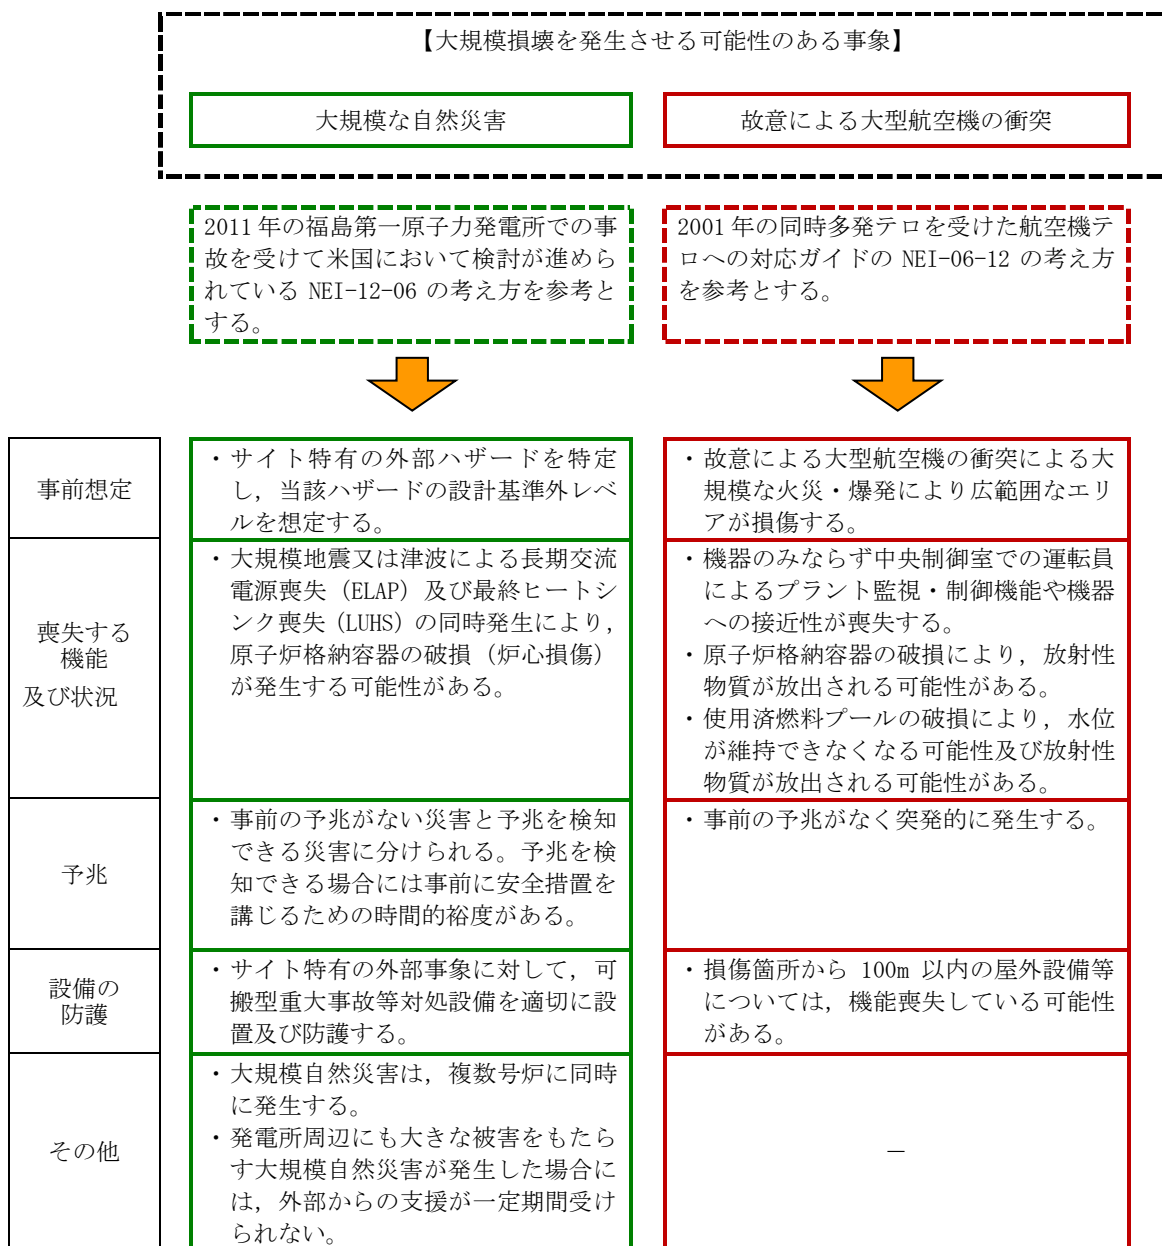 【大規模損壊を発生させる可能性のある事象】
大規模な自然災害
故意による大型航空機の衝突
2011 年の福島第一原子力発電所での事
故を受けて米国において検討が進めら
れている NEI-12-06 の考え方を参考と
する。
2001 年の同時多発テロを受けた航空機テ
ロへの対応ガイドの NEI-06-12 の考え方
を参考とする。
事前想定
・サイト特有の外部ハザードを特定
し，当該ハザードの設計基準外レベ
ルを想定する。
・故意による大型航空機の衝突による大
規模な火災・爆発により広範囲なエリ
アが損傷する。
喪失する
機能
及び状況
・大規模地震又は津波による長期交流
電源喪失（ELAP）及び最終ヒートシ
ンク喪失（LUHS）の同時発生により，
原子炉格納容器の破損（炉心損傷）
が発生する可能性がある。
・機器のみならず中央制御室での運転員
によるプラント監視・制御機能や機器
への接近性が喪失する。
・原子炉格納容器の破損により，放射性
物質が放出される可能性がある。
・使用済燃料プールの破損により，水位
が維持できなくなる可能性及び放射性
物質が放出される可能性がある。
予兆
・事前の予兆がない災害と予兆を検知
できる災害に分けられる。予兆を検
知できる場合には事前に安全措置を
講じるための時間的裕度がある。
・事前の予兆がなく突発的に発生する。
設備の
防護
・サイト特有の外部事象に対して，可
搬型重大事故等対処設備を適切に設
置及び防護する。
・損傷箇所から 100m 以内の屋外設備等
については，機能喪失している可能性
がある。
その他
・大規模自然災害は，複数号炉に同時
に発生する。
・発電所周辺にも大きな被害をもたら
す大規模自然災害が発生した場合に
は，外部からの支援が一定期間受け
られない。
－